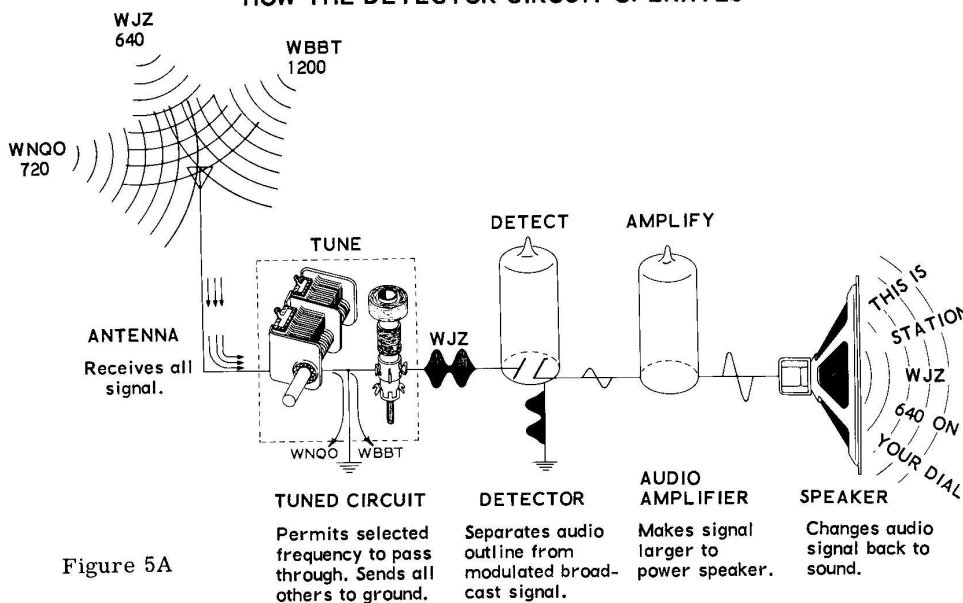 HOW THE DETECTOR CIRCUIT OPERATES
WJZ
640
WBBT
1200
WNQO
720
TUNE
DETECT
AMPLIFY
ANTENNA
Receives all
signal.
WJZ
WNQO
WBBT
THIS IS
STATION
WJZ
640 ON
YOUR DIAL
TUNED CIRCUIT
Permits selected
frequency to pass
through. Sends all
others to ground.
DETECTOR
Separates audio
outline from
modulated broad-
cast signal.
AUDIO
AMPLIFIER
Makes signal
larger to
power speaker.
SPEAKER
Changes audio
signal back to
sound.
Figure 5A